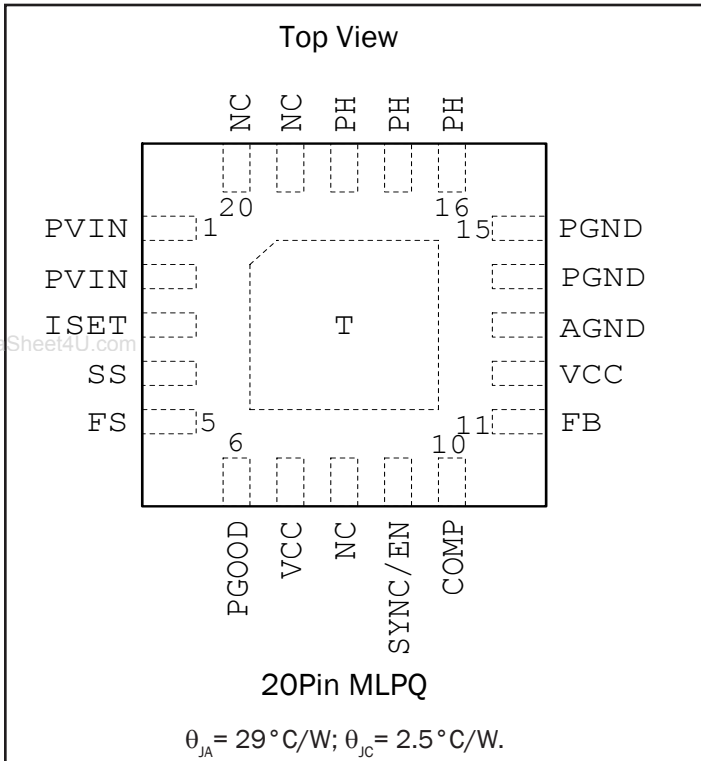 Top View
NC NC PH PH PH
20 16
PVIN 1 15 PGND
PVIN PGND
ISET T AGND
eSheet4U.com
SS VCC
FS 5 11 FB
6 10
PGOOD VCC NC SYNC/EN COMP
20Pin MLPQ
θJA= 29°C/W; θJC= 2.5°C/W.